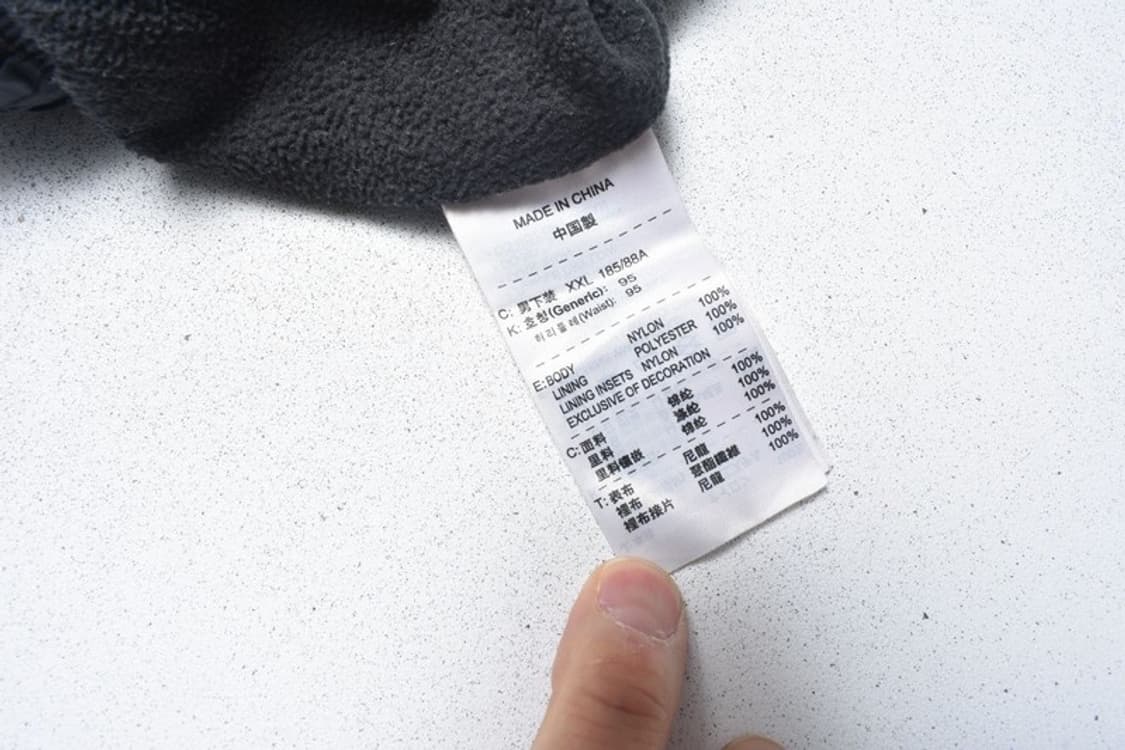 MADE IN CHINA
中国製
C: 男下装 XXL 185/88A
K: 호칭(Generic): 95
허리둘레(Waist): 95
E: BODY NYLON 100%
LINING POLYESTER 100%
LINING INSETS NYLON 100%
EXCLUSIVE OF DECORATION
C: 面料 锦纶 100%
里料 涤纶 100%
里料镶嵌 锦纶 100%
T: 表布 尼龍 100%
裡布 聚酯纖維 100%
裡布接片 尼龍 100%